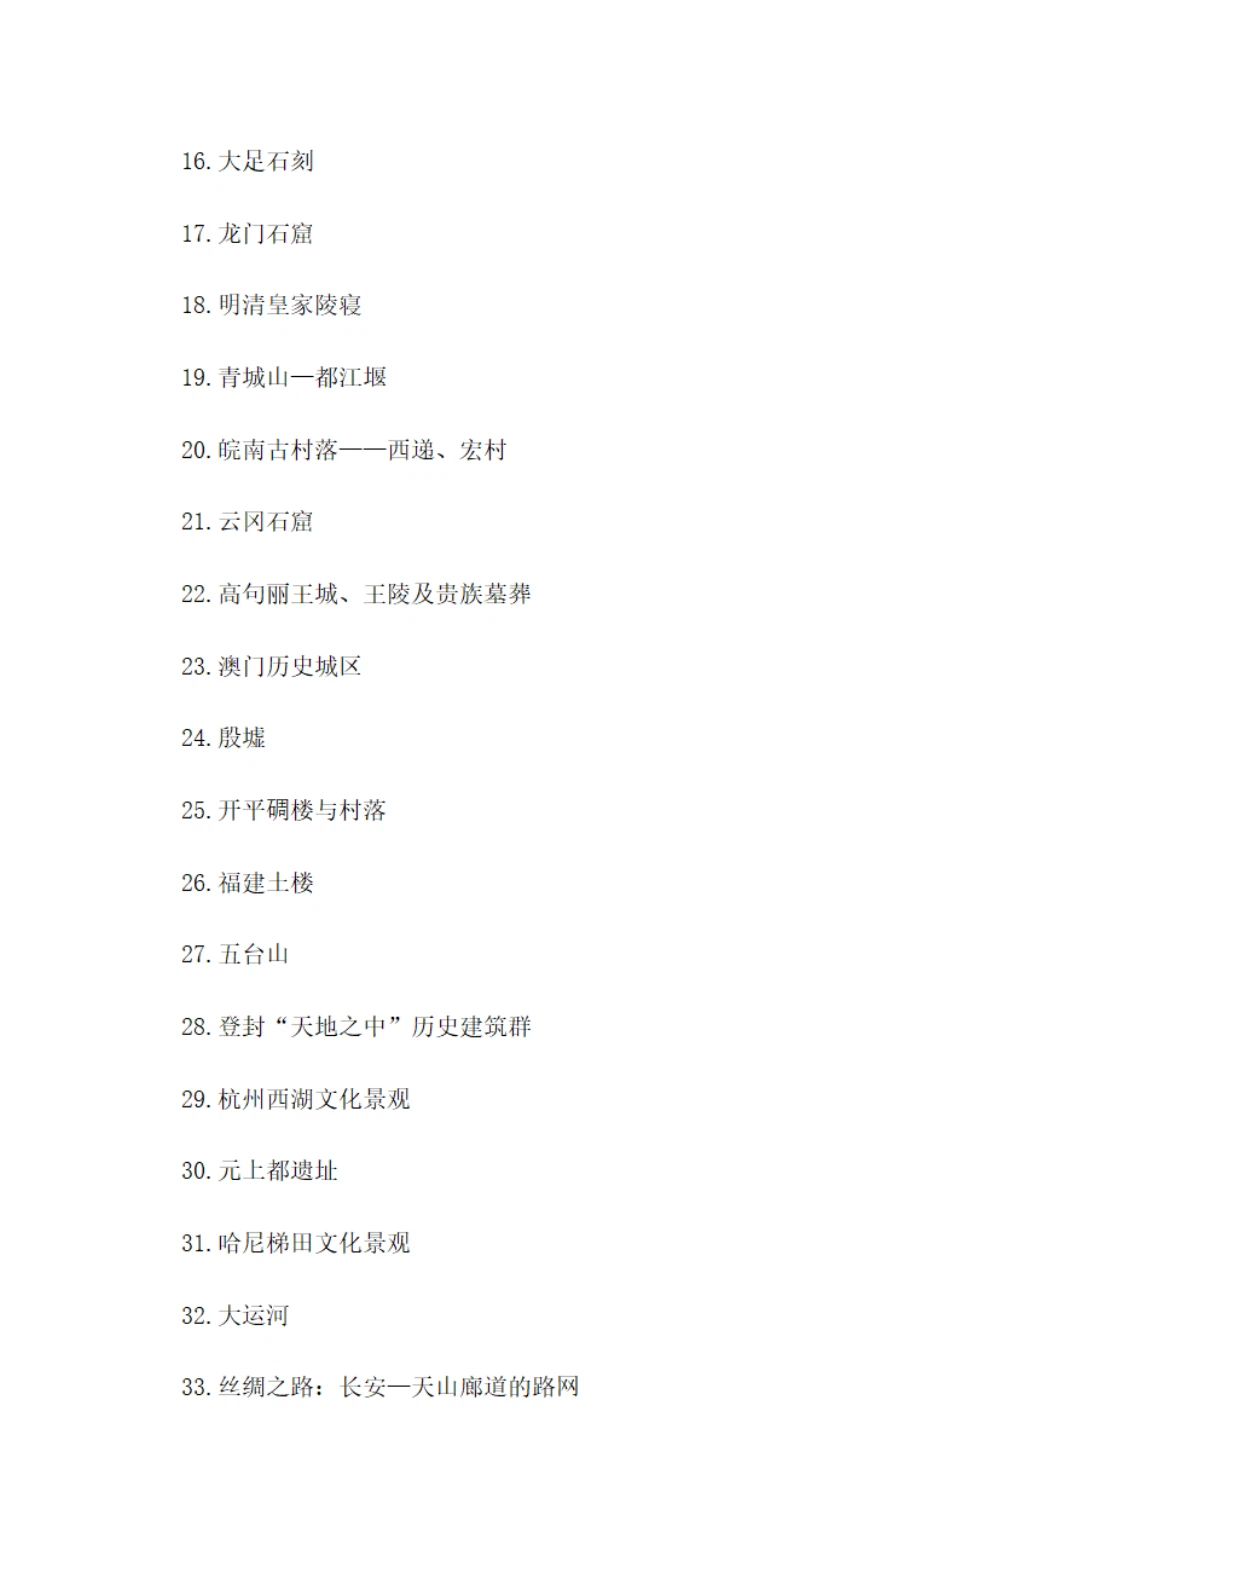 16. 大足石刻
17. 龙门石窟
18. 明清皇家陵寝
19. 青城山—都江堰
20. 皖南古村落——西递、宏村
21. 云冈石窟
22. 高句丽王城、王陵及贵族墓葬
23. 澳门历史城区
24. 殷墟
25. 开平碉楼与村落
26. 福建土楼
27. 五台山
28. 登封“天地之中”历史建筑群
29. 杭州西湖文化景观
30. 元上都遗址
31. 哈尼梯田文化景观
32. 大运河
33. 丝绸之路：长安—天山廊道的路网